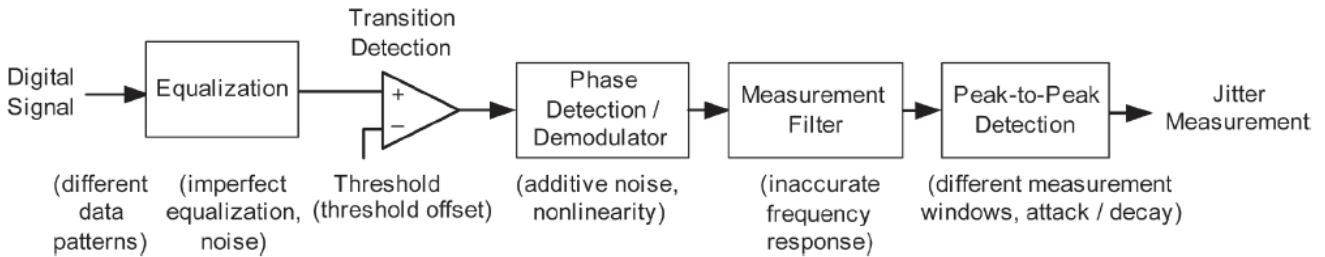 Transition
Detection
Digital
Signal
Equalization
+
−
Phase
Detection /
Demodulator
Measurement
Filter
Peak-to-Peak
Detection
Jitter
Measurement
(different
data
patterns)
(imperfect
equalization,
noise)
Threshold
(threshold offset)
(additive noise,
nonlinearity)
(inaccurate
frequency
response)
(different measurement
windows, attack / decay)